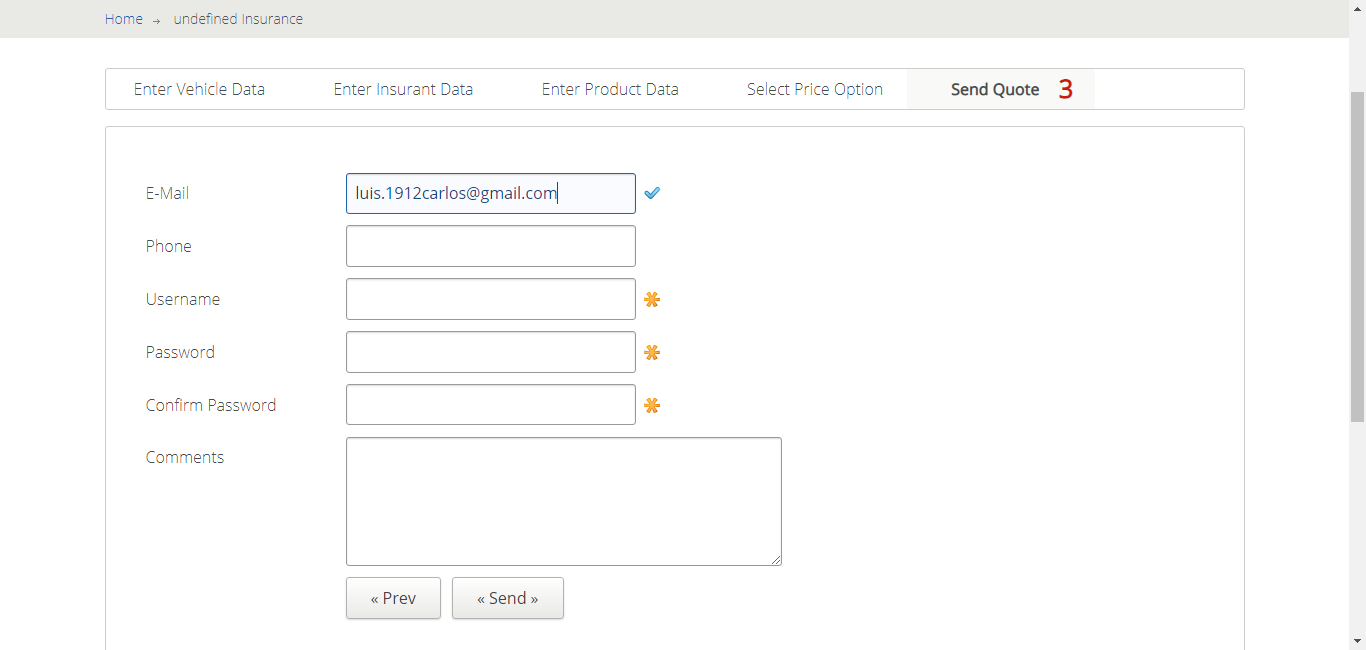 Home → undefined Insurance
Enter Vehicle Data Enter Insurant Data Enter Product Data Select Price Option Send Quote 3
E-Mail luis.1912carlos@gmail.com
Phone
Username
Password
Confirm Password
Comments
« Prev « Send »